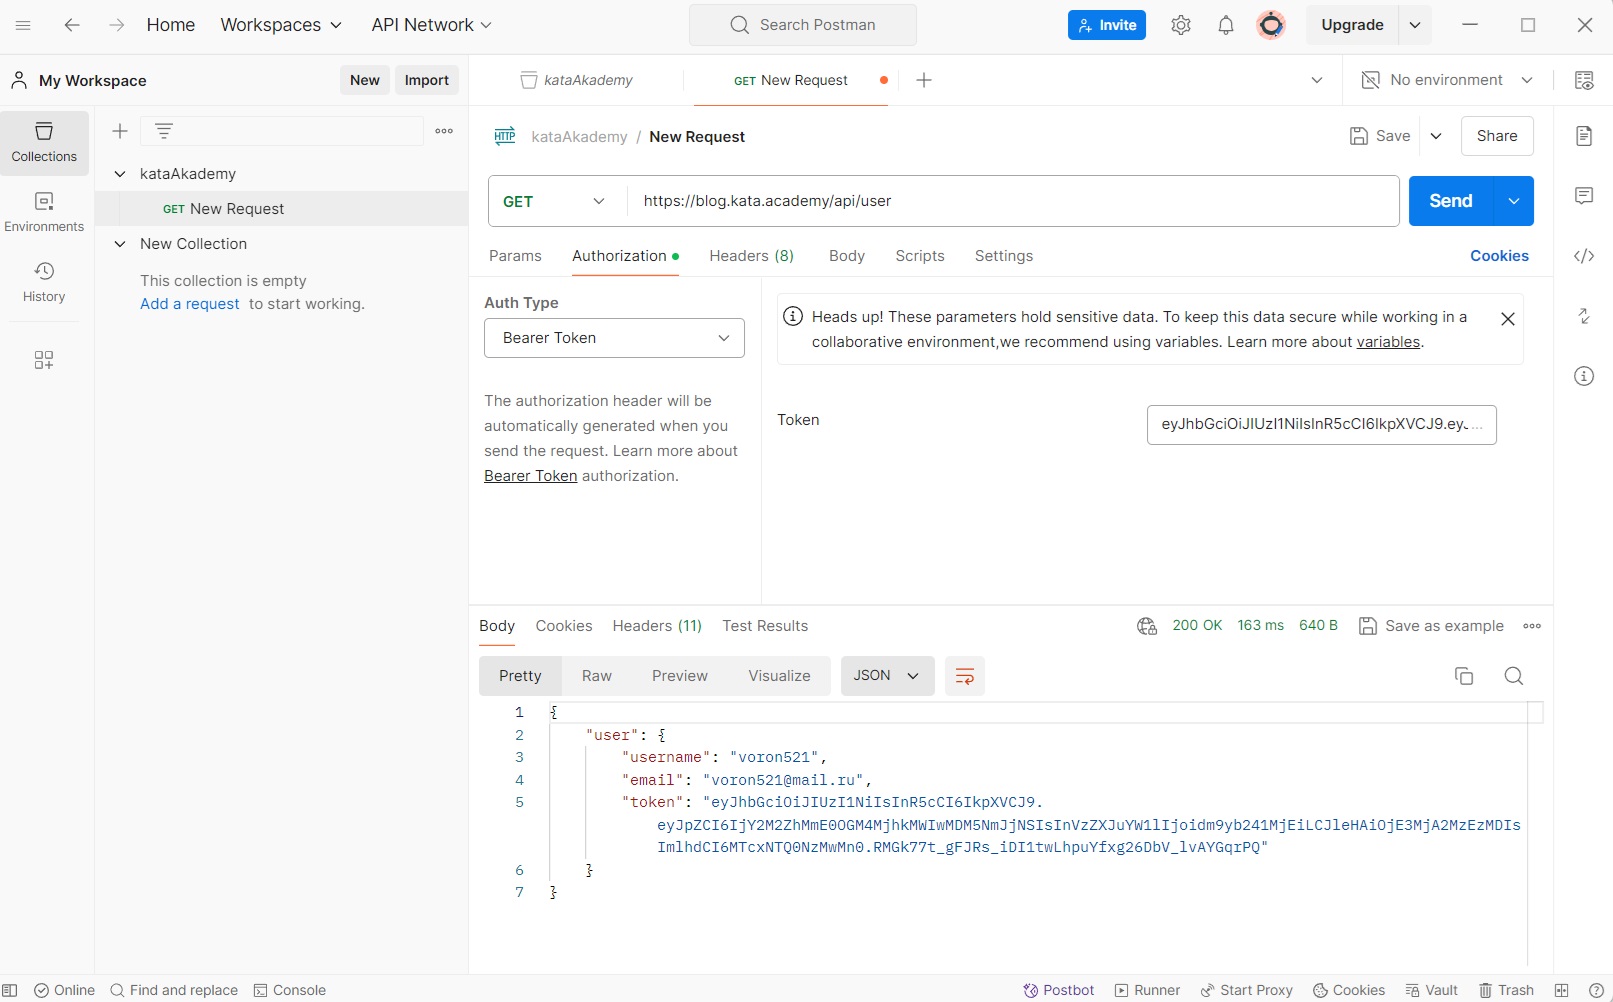 Home
Workspaces
API Network
Search Postman
Invite
Upgrade
My Workspace
New
Import
kataAkademy
GET New Request
No environment
Collections
Environments
History
kataAkademy
GET New Request
New Collection
This collection is empty
Add a request to start working.
HTTP
kataAkademy / New Request
Save
Share
GET
https://blog.kata.academy/api/user
Send
Params
Authorization
Headers (8)
Body
Scripts
Settings
Cookies
Auth Type
Bearer Token
The authorization header will be
automatically generated when you
send the request. Learn more about
Bearer Token authorization.
Heads up! These parameters hold sensitive data. To keep this data secure while working in a
collaborative environment,we recommend using variables. Learn more about variables.
Token
eyJhbGciOiJIUzI1NiIsInR5cCI6IkpXVCJ9.eyJ...
Body
Cookies
Headers (11)
Test Results
200 OK
163 ms
640 B
Save as example
Pretty
Raw
Preview
Visualize
JSON
1 {
2 "user": {
3 "username": "voron521",
4 "email": "voron521@mail.ru",
5 "token": "eyJhbGciOiJIUzI1NiIsInR5cCI6IkpXVCJ9.
eyJpZCI6IjY2M2ZhMmE0OGM4MjhkMWIwMDM5NmJjNSIsInVzZXJuYW1lIjoidm9yb241MjEiLCJleHAiOjE3MjA2MzEzMDIs
ImlhdCI6MTcxNTQ0NzMwMn0.RMGk77t_gFJRs_iDI1twLhpuYfxg26DbV_lvAYGqrPQ"
6 }
7 }
Online
Find and replace
Console
Postbot
Runner
Start Proxy
Cookies
Vault
Trash